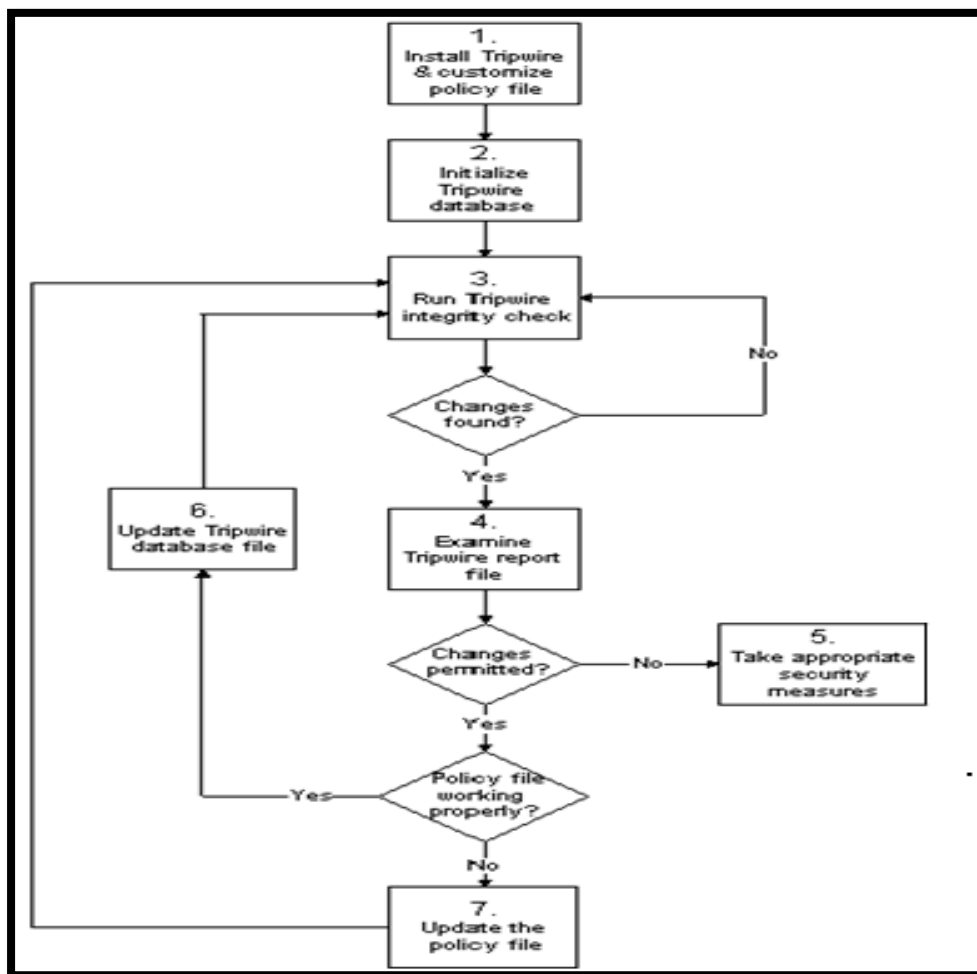 1.
Install Tripwire
& customize
policy file
2.
Initialize
Tripwire
database
3.
Run Tripwire
integrity check
No
Changes
found?
Yes
6.
Update Tripwire
database file
4.
Examine
Tripwire report
file
Changes
permitted?
No
5.
Take appropriate
security
measures
Yes
Policy file
working
properly?
Yes
No
7.
Update the
policy file
.